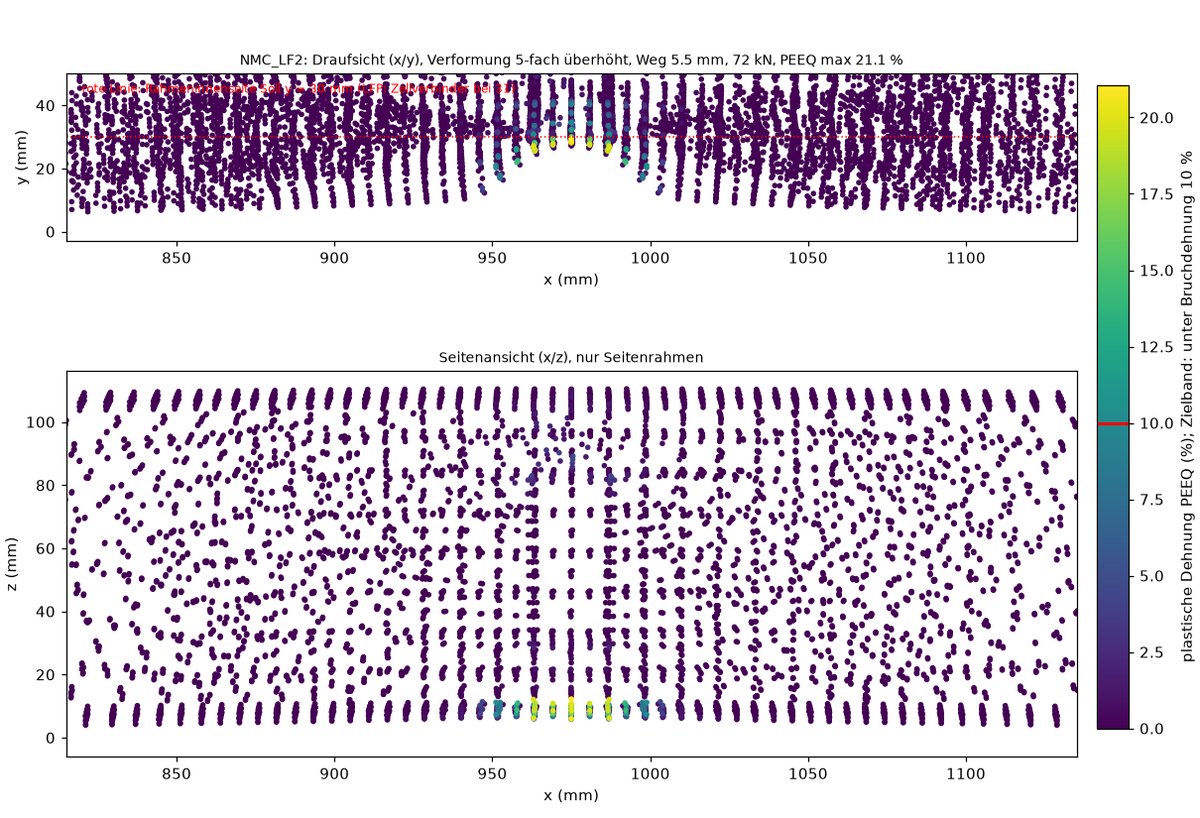 NMC_LF2: Draufsicht (x/y), Verformung 5-fach überhöht, Weg 5.5 mm, 72 kN, PEEQ max 21.1 %
40
20
0
y (mm)
850 900 950 1000 1050 1100
x (mm)
Seitenansicht (x/z), nur Seitenrahmen
100
80
60
40
20
0
z (mm)
850 900 950 1000 1050 1100
x (mm)
20.0
17.5
15.0
12.5
10.0
7.5
5.0
2.5
0.0
plastische Dehnung PEEQ (%); Zielband: unter Bruchdehnung 10 %